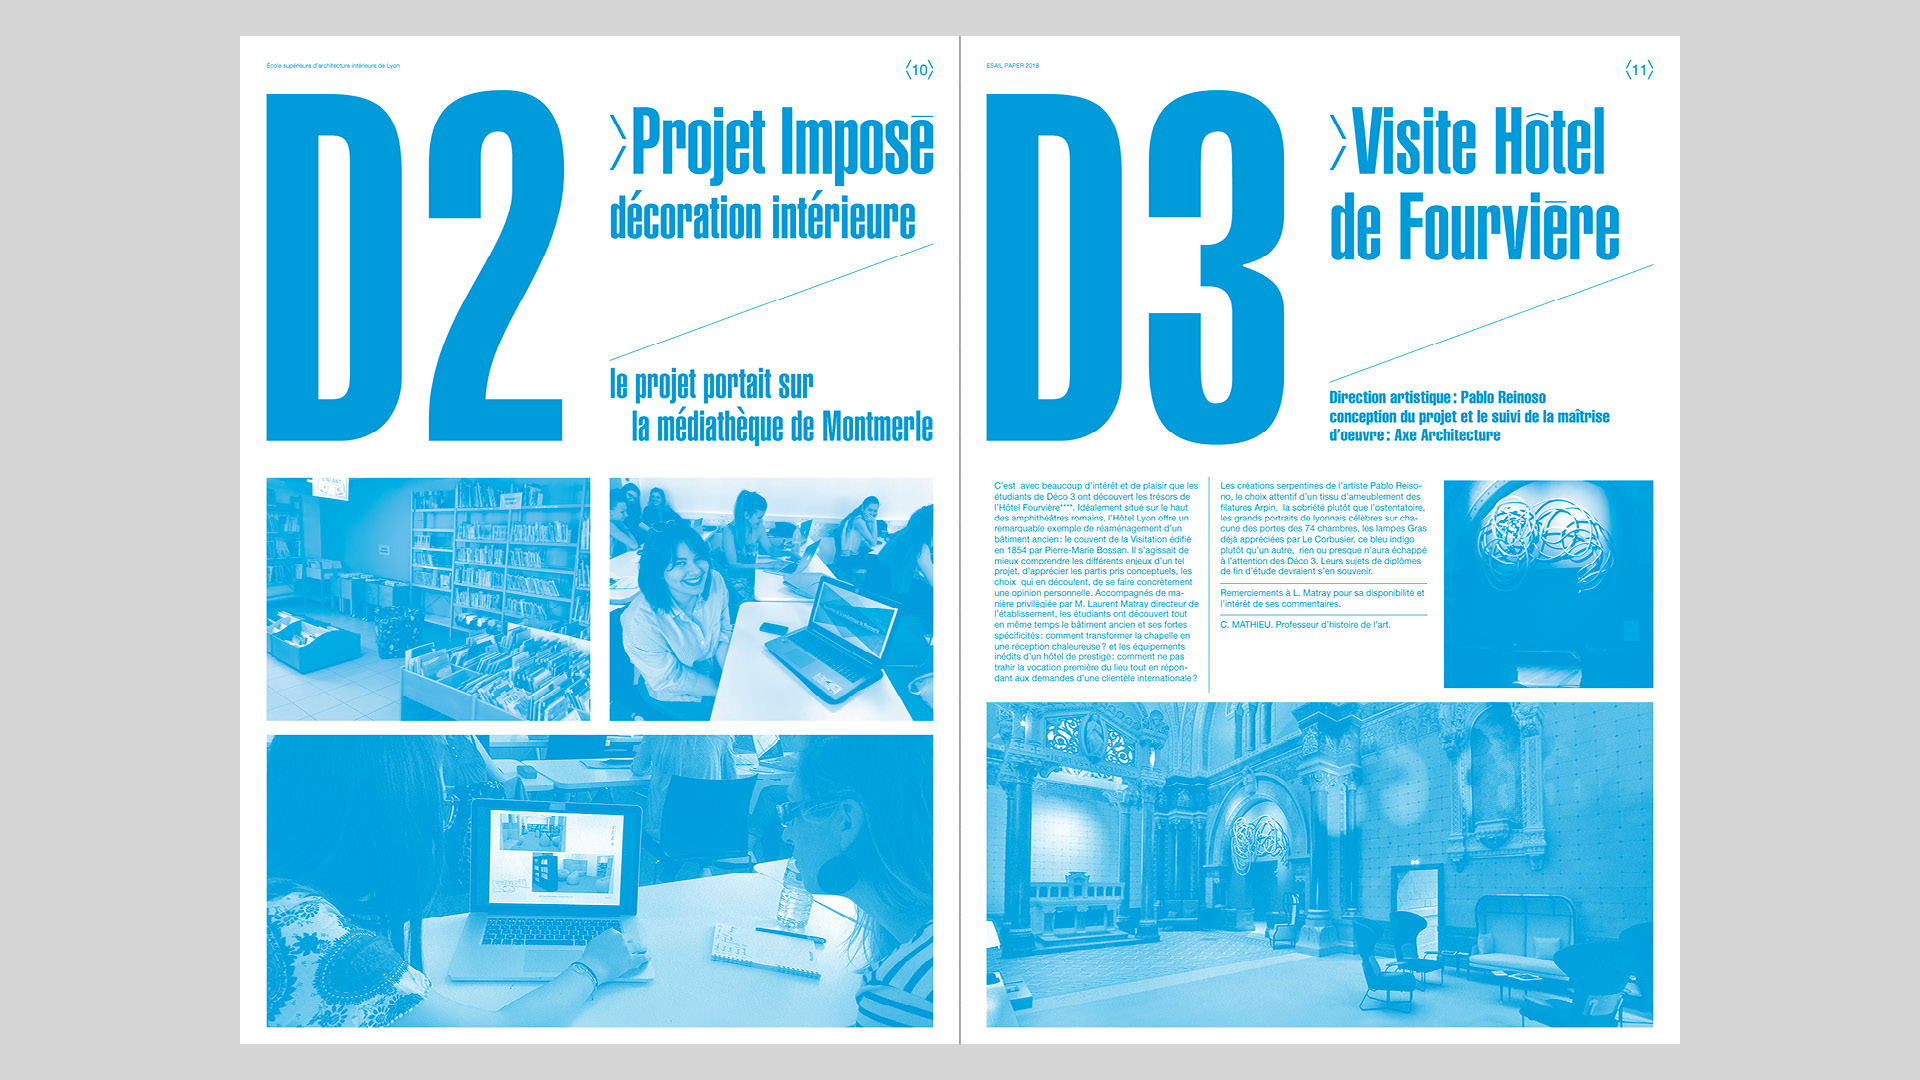 École supérieure d'architecture intérieure de Lyon
10
D2
Projet Imposē
décoration intérieure
le projet portait sur
la médiathèque de Montmerle
ESAIL PAPER 2018
11
D3
Visite Hôtel
de Fourviēre
Direction artistique : Pablo Reinoso
conception du projet et le suivi de la maîtrise
d'oeuvre : Axe Architecture
C'est avec beaucoup d'intérêt et de plaisir que les
étudiants de Déco 3 ont découvert les trésors de
l'Hôtel Fourvière****. Idéalement situé sur le haut
des amphithéâtres romains, l'Hôtel Lyon offre un
remarquable exemple de réaménagement d'un
bâtiment ancien : le couvent de la Visitation édifié
en 1854 par Pierre-Marie Bossan. Il s'agissait de
mieux comprendre les différents enjeux d'un tel
projet, d'apprécier les partis pris conceptuels, les
choix qui en découlent, de se faire concrètement
une opinion personnelle. Accompagnés de ma-
nière privilégiée par M. Laurent Matray directeur de
l'établissement, les étudiants ont découvert tout
en même temps le bâtiment ancien et ses fortes
spécificités : comment transformer la chapelle en
une réception chaleureuse ? et les équipements
inédits d'un hôtel de prestige : comment ne pas
trahir la vocation première du lieu tout en répon-
dant aux demandes d'une clientèle internationale ?
Les créations serpentines de l'artiste Pablo Reiso-
no, le choix attentif d'un tissu d'ameublement des
filatures Arpin, la sobriété plutôt que l'ostentatoire,
les grands portraits de lyonnais célèbres sur cha-
cune des portes des 74 chambres, les lampes Gras
déjà appréciées par Le Corbusier, ce bleu indigo
plutôt qu'un autre, rien ou presque n'aura échappé
à l'attention des Déco 3. Leurs sujets de diplômes
de fin d'étude devraient s'en souvenir.
Remerciements à L. Matray pour sa disponibilité et
l'intérêt de ses commentaires.
C. MATHIEU. Professeur d'histoire de l'art.